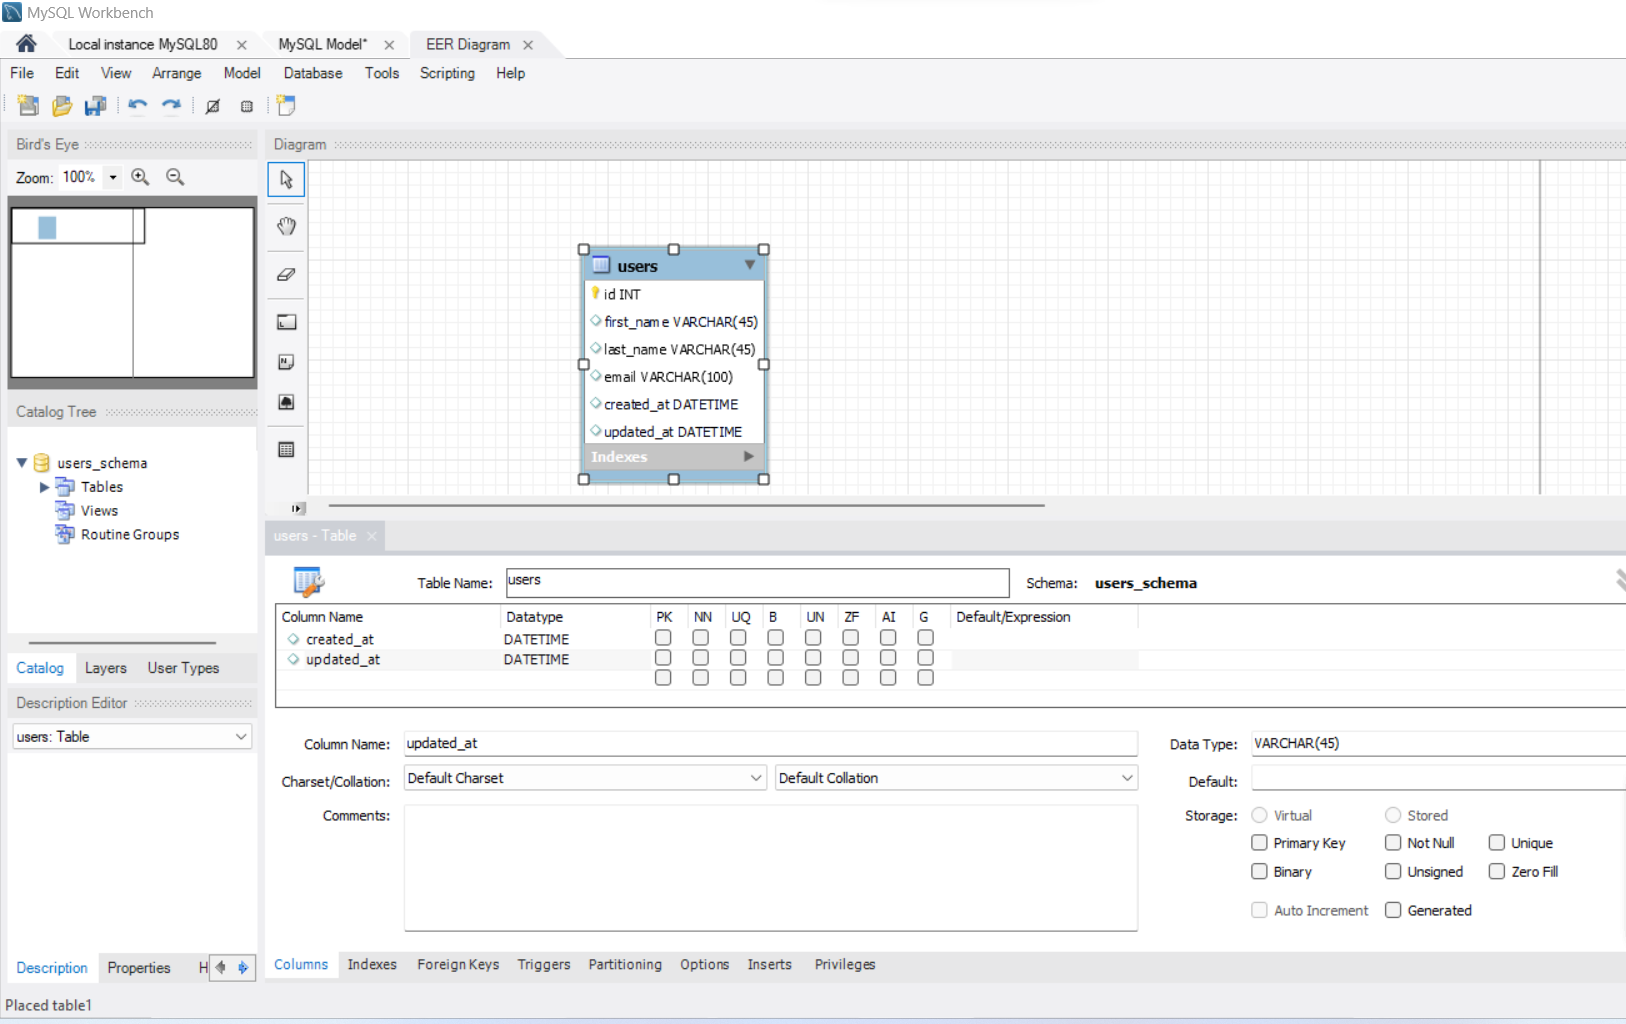 MySQL Workbench
Local instance MySQL80
MySQL Model*
EER Diagram
File Edit View Arrange Model Database Tools Scripting Help
Bird's Eye
Zoom: 100%
Diagram
users
id INT
first_name VARCHAR(45)
last_name VARCHAR(45)
email VARCHAR(100)
created_at DATETIME
updated_at DATETIME
Indexes
Catalog Tree
users_schema
Tables
Views
Routine Groups
Catalog Layers User Types
Description Editor
users: Table
Description Properties H
users - Table
Table Name: users Schema: users_schema
Column Name Datatype PK NN UQ B UN ZF AI G Default/Expression
created_at DATETIME
updated_at DATETIME
Column Name: updated_at Data Type: VARCHAR(45)
Charset/Collation: Default Charset Default Collation Default:
Comments: Storage: Virtual Stored
Primary Key Not Null Unique
Binary Unsigned Zero Fill
Auto Increment Generated
Columns Indexes Foreign Keys Triggers Partitioning Options Inserts Privileges
Placed table1